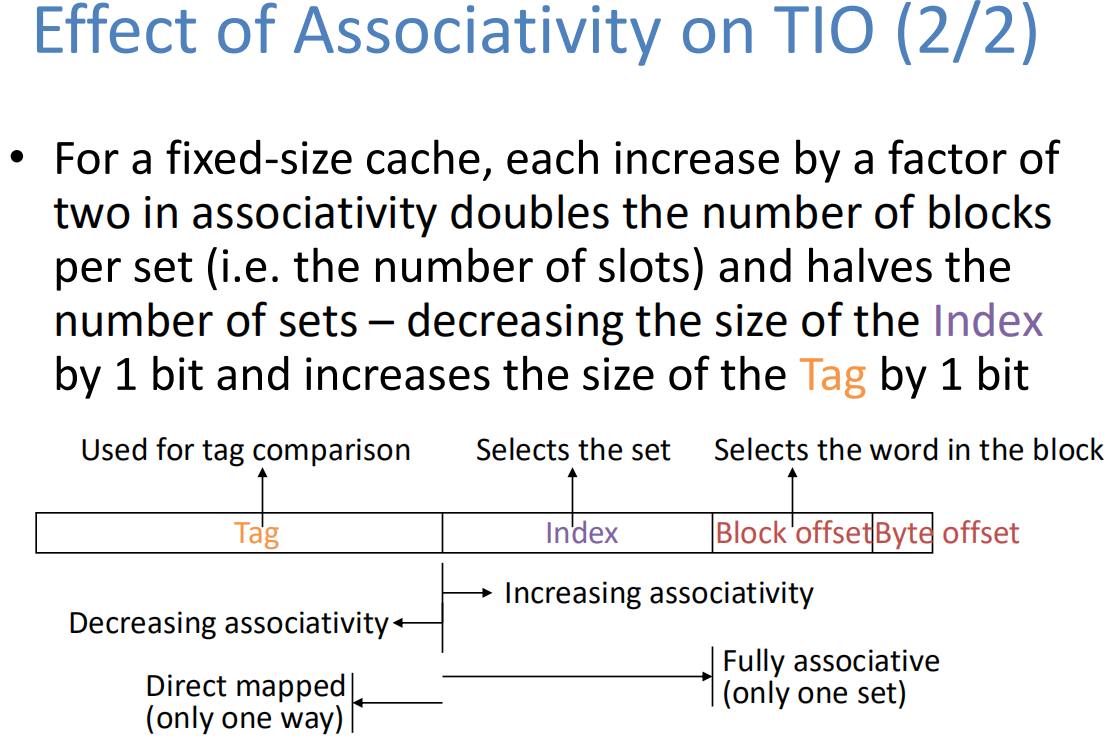 Effect of Associativity on TIO (2/2)
• For a fixed-size cache, each increase by a factor of
two in associativity doubles the number of blocks
per set (i.e. the number of slots) and halves the
number of sets – decreasing the size of the Index
by 1 bit and increases the size of the Tag by 1 bit
Used for tag comparison
Selects the set
Selects the word in the block
Tag
Index
Block offset
Byte offset
Increasing associativity
Decreasing associativity
Fully associative
(only one set)
Direct mapped
(only one way)